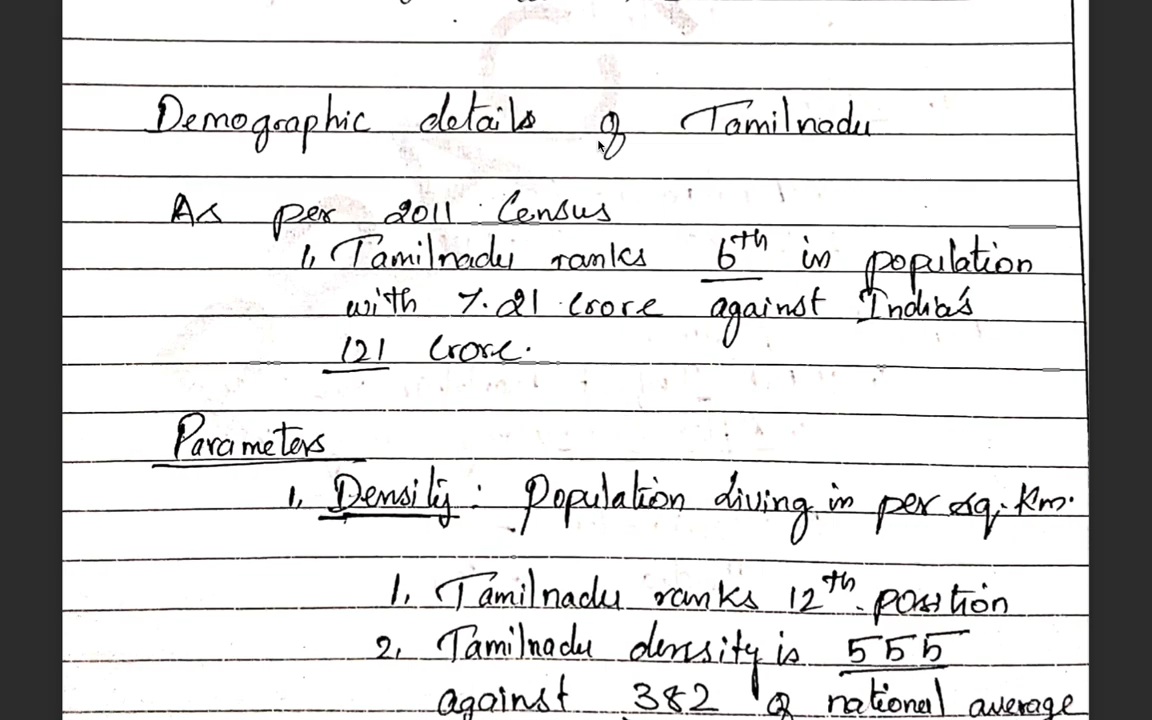 Demographic details of Tamilnadu
As per 2011 Census
1, Tamilnadu ranks 6th in population
with 7.21 crore against India's
121 crore.
Parameters
1. Density: Population living in per sq. km.
1. Tamilnadu ranks 12th position
2. Tamilnadu density is 555
against 382 of national average